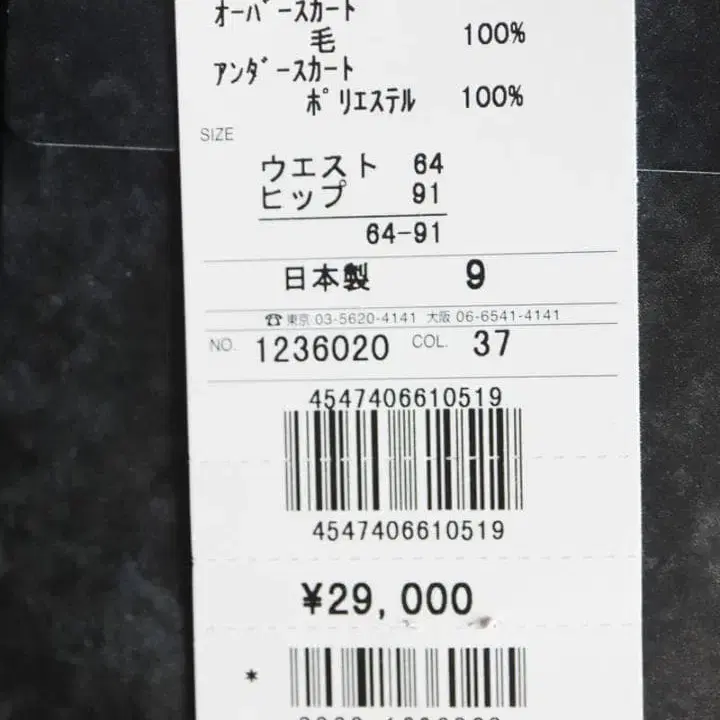 ｵｰﾊﾞｰｽｶｰﾄ
毛 100%
ｱﾝﾀﾞｰｽｶｰﾄ
ﾎﾟﾘｴｽﾃﾙ 100%
SIZE
ウエスト 64
ヒップ 91
64-91
日本製 9
☎東京 03-5620-4141 大阪 06-6541-4141
NO. 1236020 COL. 37
4547406610519
4547406610519
¥29,000
*